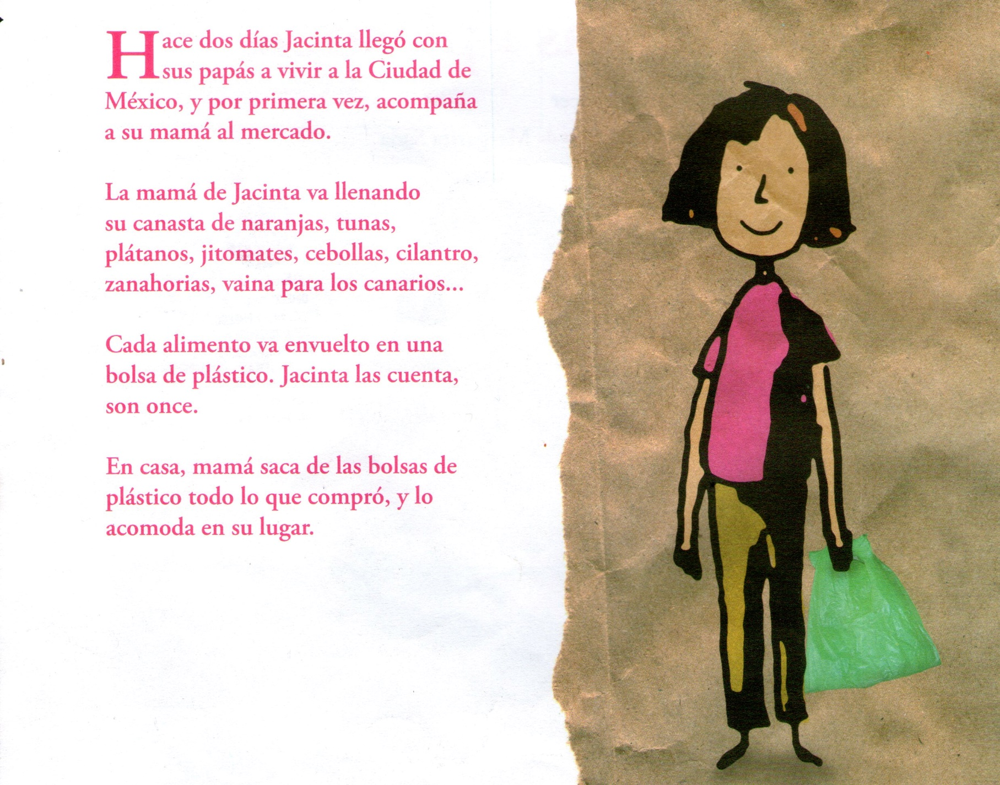 Hace dos días Jacinta llegó con
sus papás a vivir a la Ciudad de
México, y por primera vez, acompaña
a su mamá al mercado.
La mamá de Jacinta va llenando
su canasta de naranjas, tunas,
plátanos, jitomates, cebollas, cilantro,
zanahorias, vaina para los canarios...
Cada alimento va envuelto en una
bolsa de plástico. Jacinta las cuenta,
son once.
En casa, mamá saca de las bolsas de
plástico todo lo que compró, y lo
acomoda en su lugar.